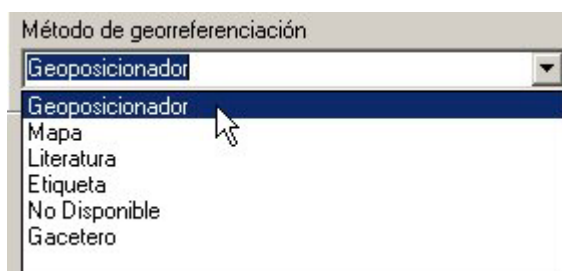 Método de georreferenciación
Geoposicionador
Geoposicionador
Mapa
Literatura
Etiqueta
No Disponible
Gacetero